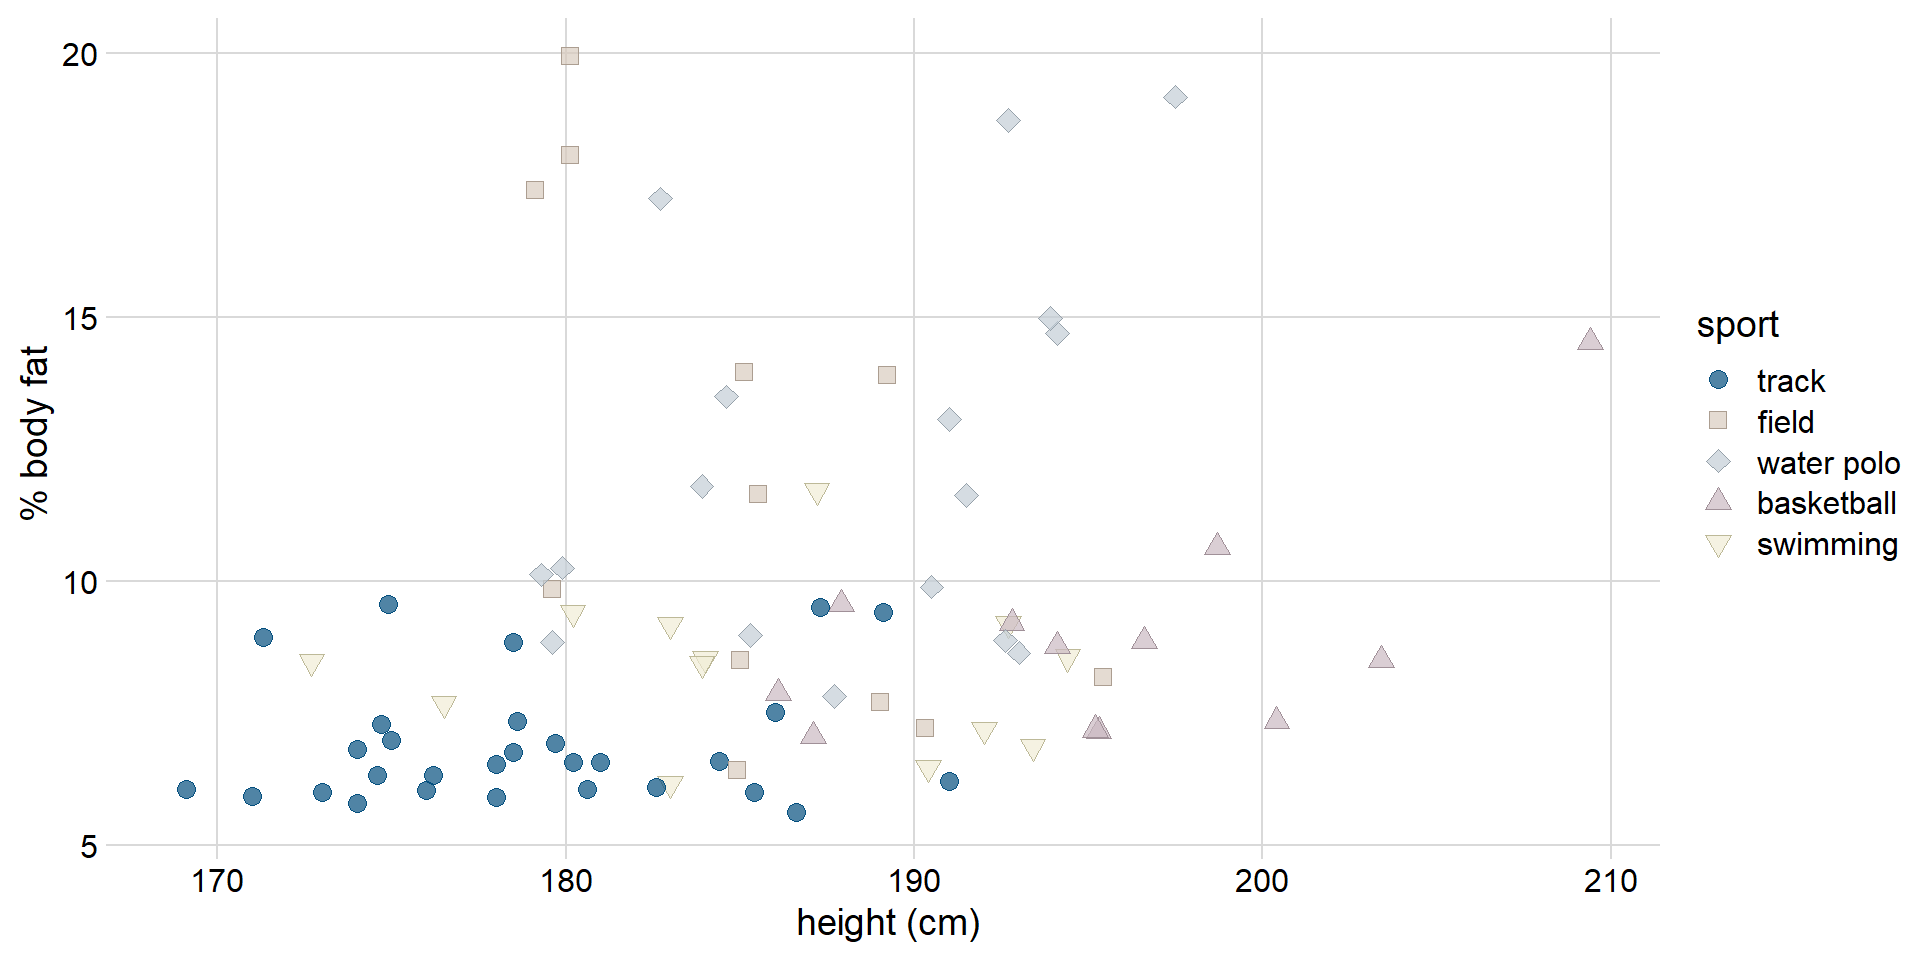 20
15
10
5
% body fat
170 180 190 200 210
height (cm)
sport
track
field
water polo
basketball
swimming